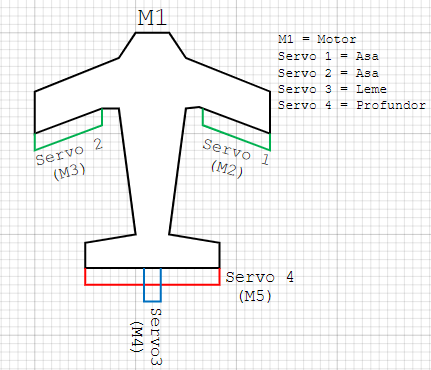 M1
M1 = Motor
Servo 1 = Asa
Servo 2 = Asa
Servo 3 = Leme
Servo 4 = Profundor
Servo 2
(M3)
Servo 1
(M2)
Servo 4
(M5)
Servo3
(M4)